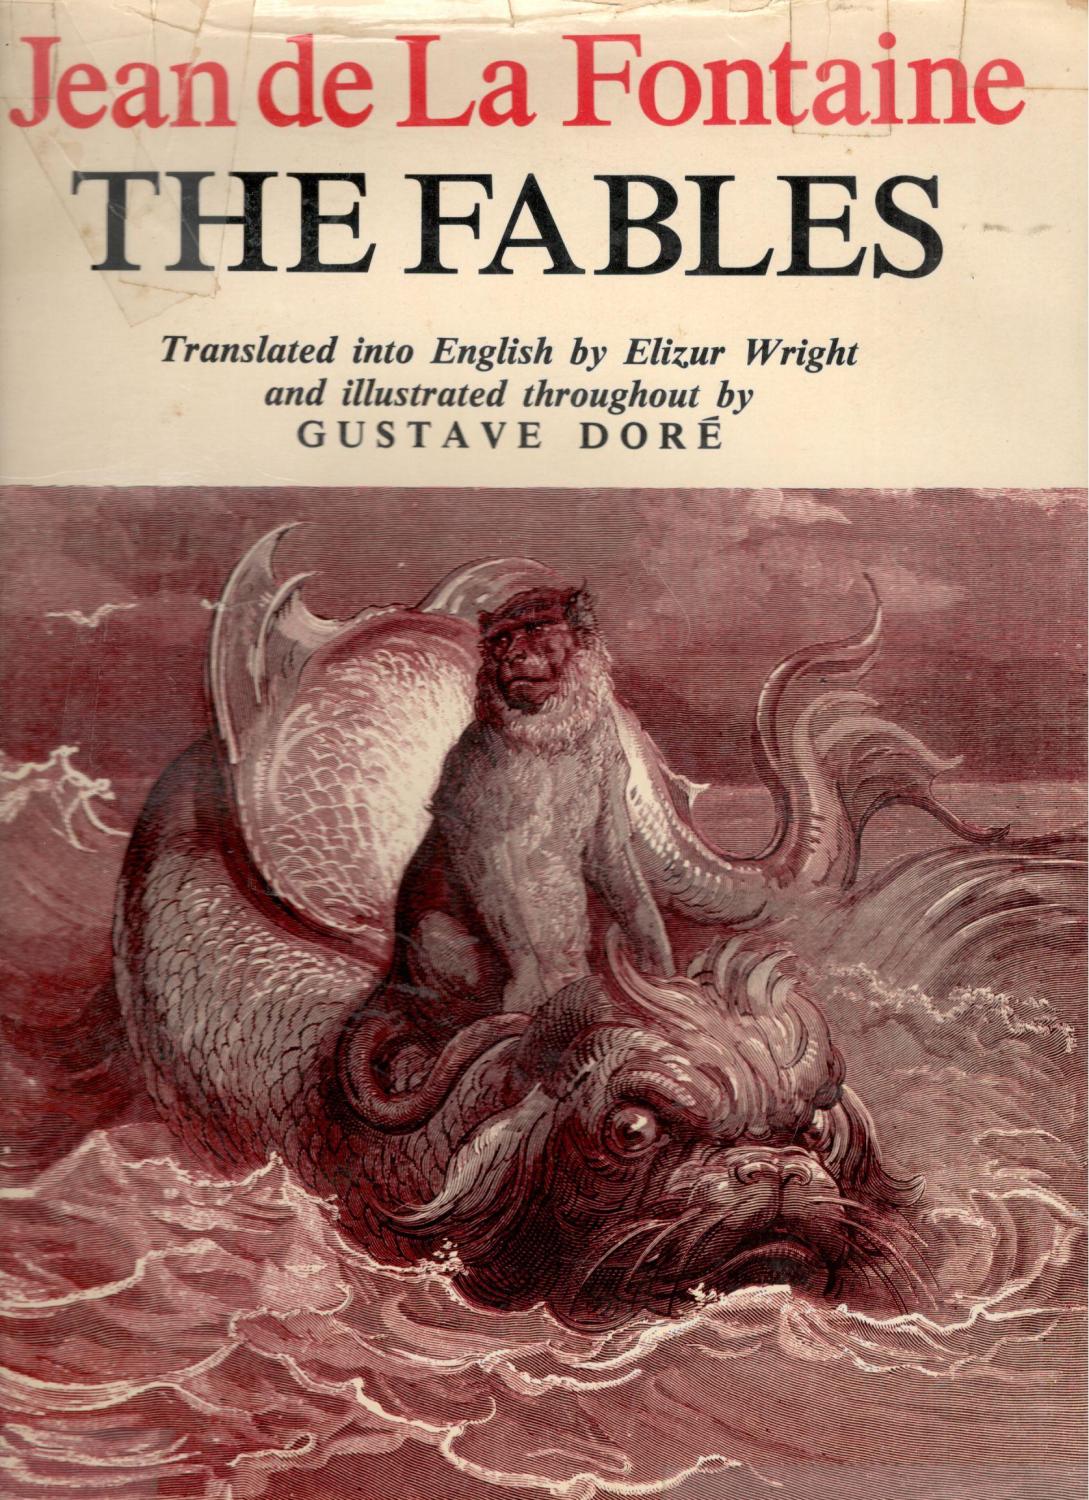 Jean de La Fontaine
THE FABLES
Translated into English by Elizur Wright
and illustrated throughout by
GUSTAVE DORÉ